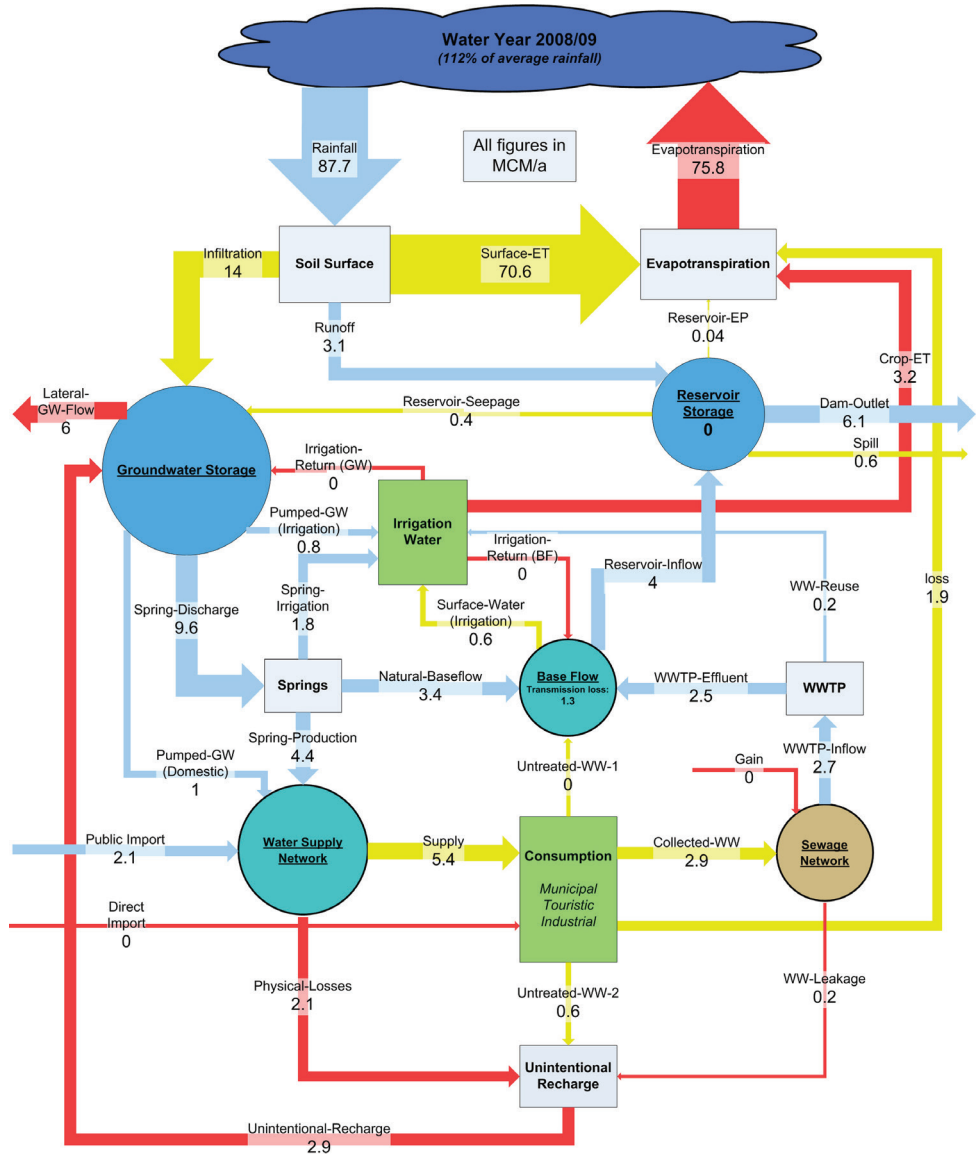 Water Year 2008/09
(112% of average rainfall)
Rainfall
87.7
All figures in
MCM/a
Evapotranspiration
75.8
Infiltration
14
Soil Surface
Surface-ET
70.6
Evapotranspiration
Runoff
3.1
Reservoir-EP
0.04
Crop-ET
3.2
Lateral-
GW-Flow
6
Reservoir-Seepage
0.4
Reservoir
Storage
0
Dam-Outlet
6.1
Spill
0.6
Groundwater Storage
Irrigation-
Return (GW)
0
Pumped-GW
(Irrigation)
0.8
Irrigation
Water
Irrigation-
Return (BF)
0
Reservoir-Inflow
4
WW-Reuse
0.2
loss
1.9
Spring-Discharge
9.6
Spring-
Irrigation
1.8
Surface-Water
(Irrigation)
0.6
Springs
Natural-Baseflow
3.4
Base Flow
Transmission loss:
1.3
WWTP-Effluent
2.5
WWTP
Spring-Production
4.4
Pumped-GW
(Domestic)
1
Untreated-WW-1
0
Gain
0
WWTP-Inflow
2.7
Public Import
2.1
Water Supply
Network
Supply
5.4
Consumption
Municipal
Touristic
Industrial
Collected-WW
2.9
Sewage
Network
Direct
Import
0
Physical-Losses
2.1
Untreated-WW-2
0.6
WW-Leakage
0.2
Unintentional
Recharge
Unintentional-Recharge
2.9